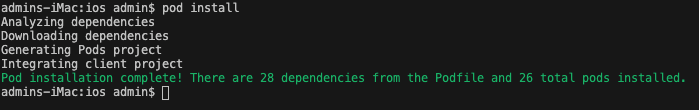 admins-iMac:ios admin$ pod install
Analyzing dependencies
Downloading dependencies
Generating Pods project
Integrating client project
Pod installation complete! There are 28 dependencies from the Podfile and 26 total pods installed.
admins-iMac:ios admin$